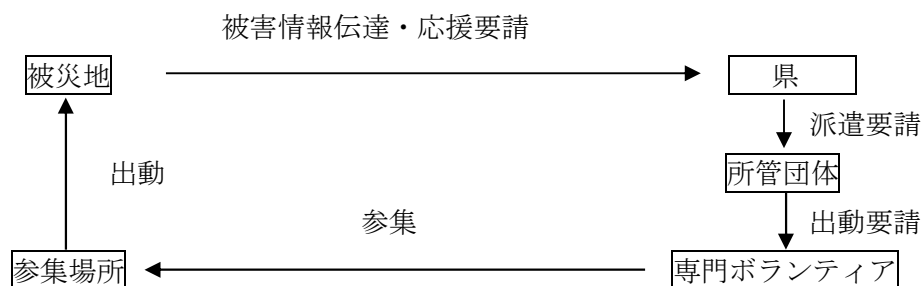 被害情報伝達・応援要請
被災地
県
派遣要請
出動
所管団体
参集
出動要請
参集場所
専門ボランティア